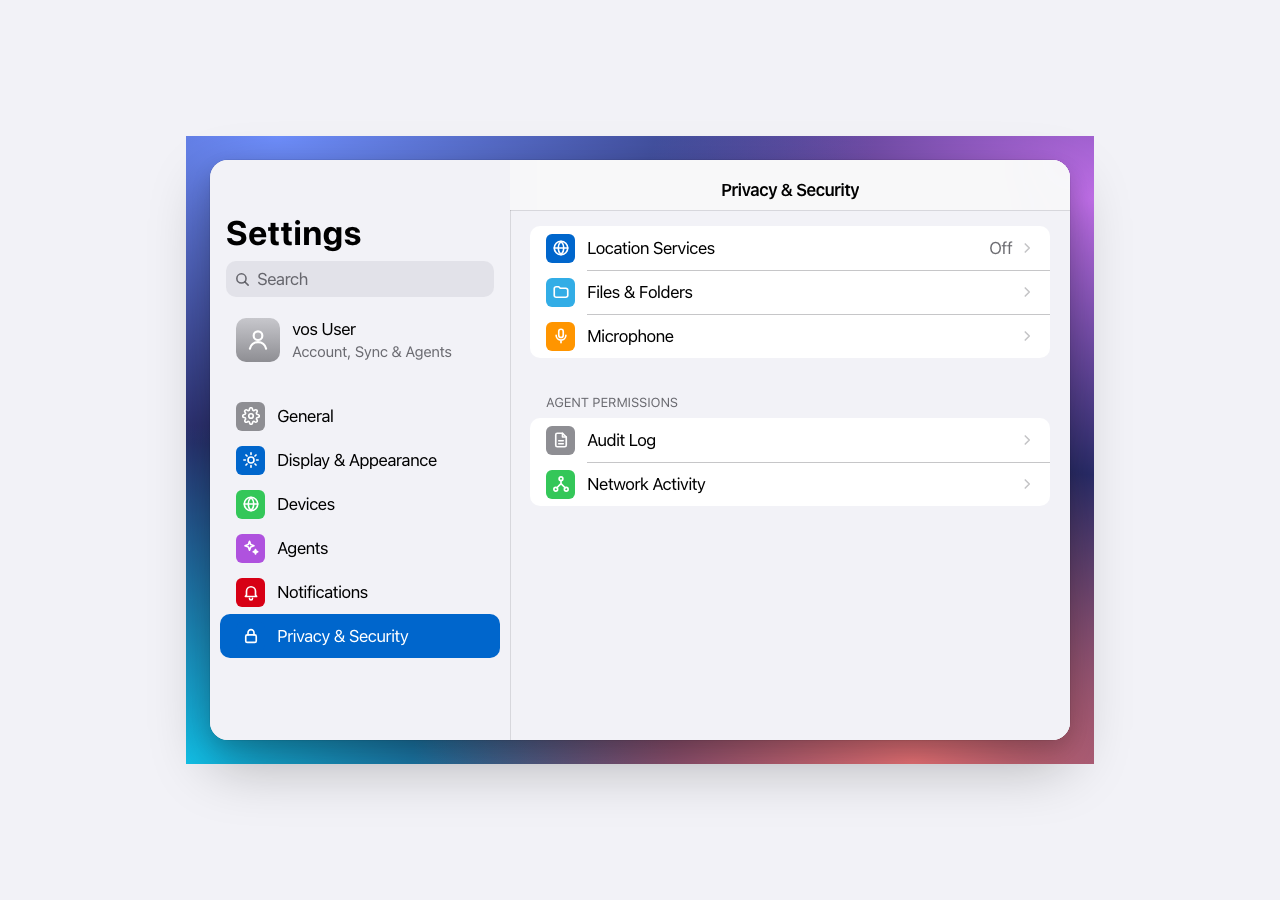 Settings
Search
vos User
Account, Sync & Agents
General
Display & Appearance
Devices
Agents
Notifications
Privacy & Security
Privacy & Security
Location Services Off
Files & Folders
Microphone
AGENT PERMISSIONS
Audit Log
Network Activity